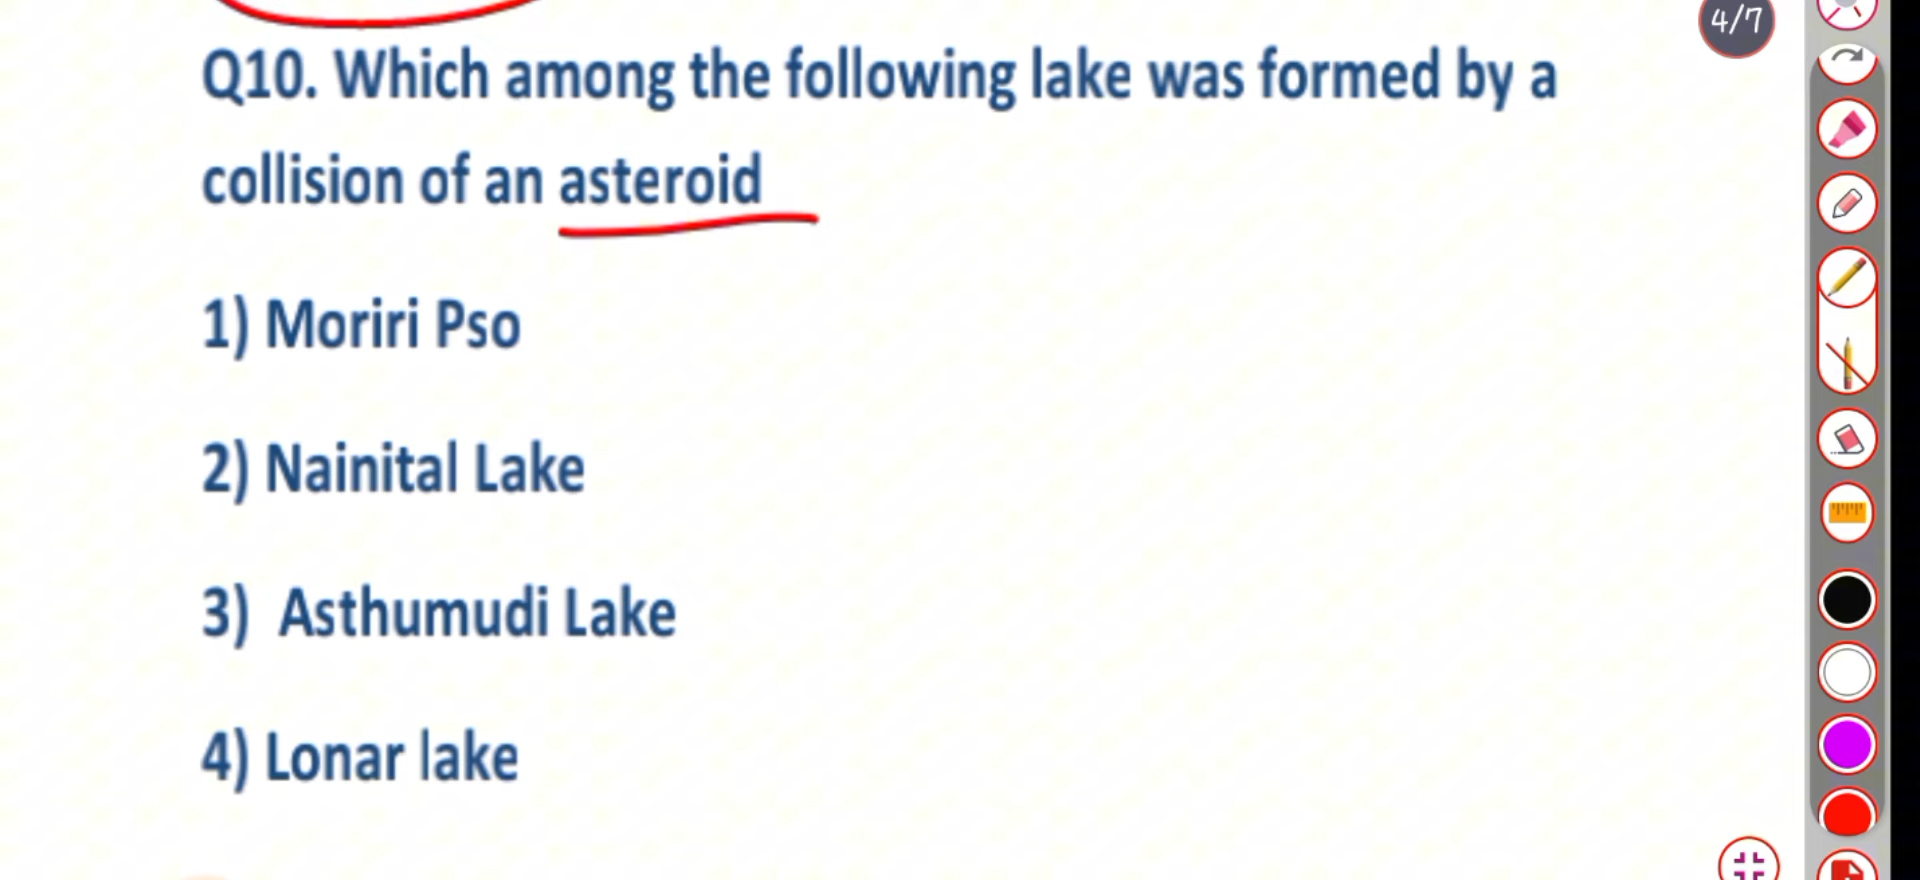 4/7
Q10. Which among the following lake was formed by a
collision of an asteroid
1) Moriri Pso
2) Nainital Lake
3) Asthumudi Lake
4) Lonar lake